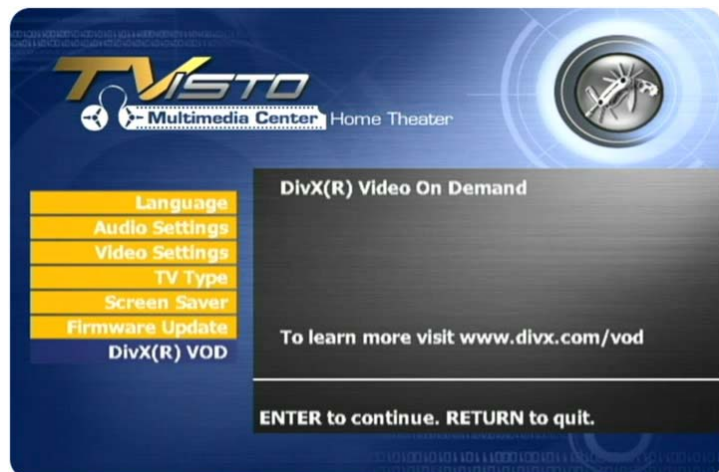 TVISTO
Multimedia Center Home Theater
Language
Audio Settings
Video Settings
TV Type
Screen Saver
Firmware Update
DivX(R) VOD
DivX(R) Video On Demand
To learn more visit www.divx.com/vod
ENTER to continue. RETURN to quit.